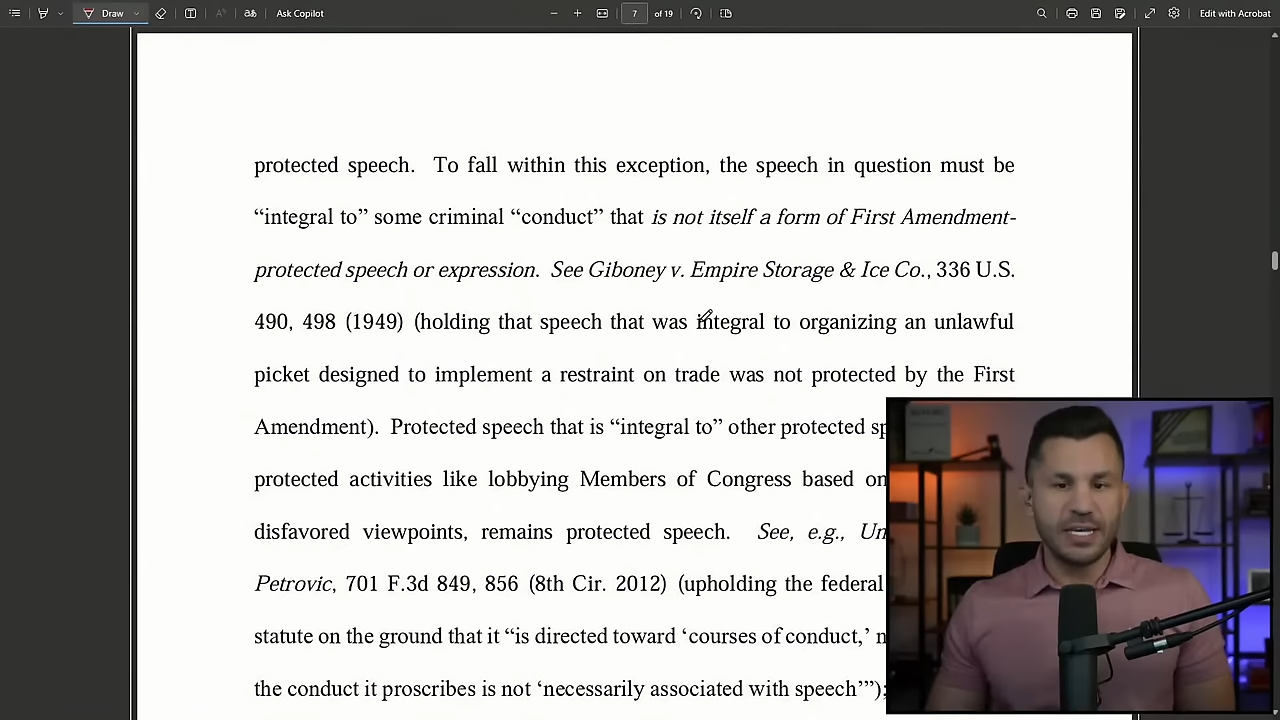 Draw
Ask Copilot
7 of 19
Edit with Acrobat
protected speech. To fall within this exception, the speech in question must be
“integral to” some criminal “conduct” that is not itself a form of First Amendment-
protected speech or expression. See Giboney v. Empire Storage & Ice Co., 336 U.S.
490, 498 (1949) (holding that speech that was integral to organizing an unlawful
picket designed to implement a restraint on trade was not protected by the First
Amendment). Protected speech that is “integral to” other protected sp
protected activities like lobbying Members of Congress based on
disfavored viewpoints, remains protected speech. See, e.g., Un
Petrovic, 701 F.3d 849, 856 (8th Cir. 2012) (upholding the federal
statute on the ground that it “is directed toward ‘courses of conduct,’ n
the conduct it proscribes is not ‘necessarily associated with speech’”);